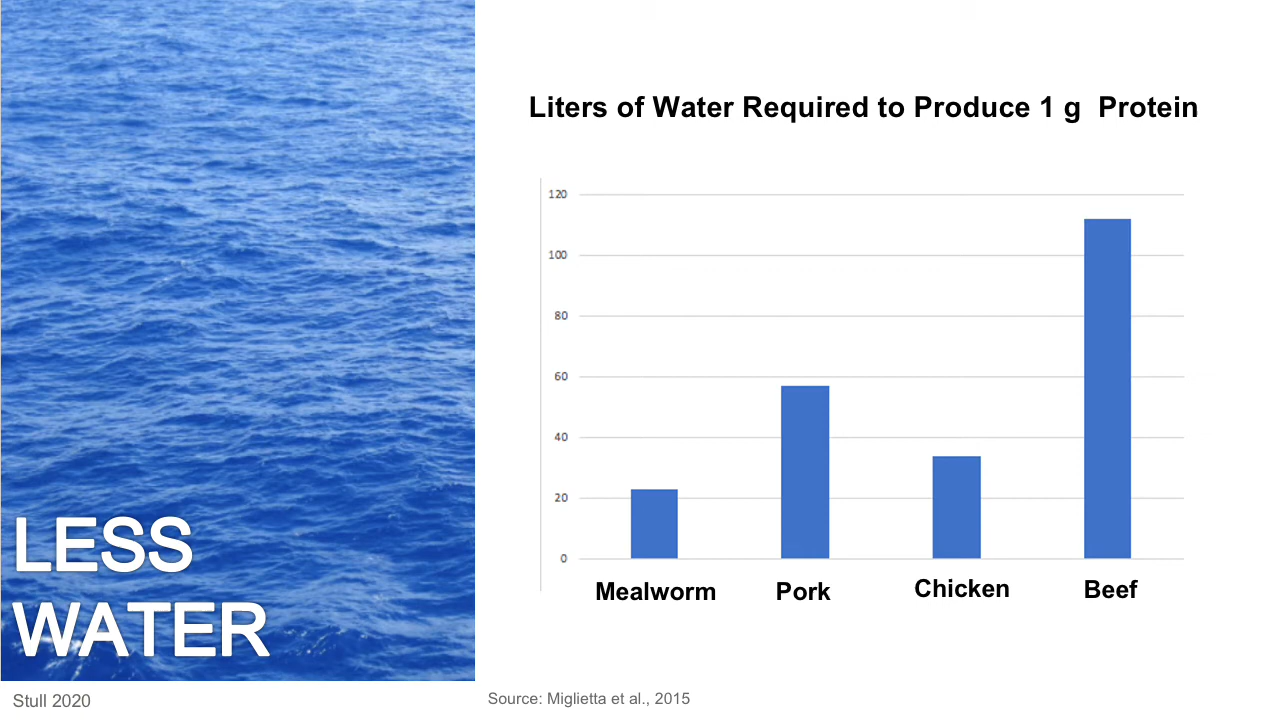 LESS
WATER
Stull 2020
Liters of Water Required to Produce 1 g  Protein
120
100
80
60
40
20
0
Mealworm Pork Chicken Beef
Source: Miglietta et al., 2015